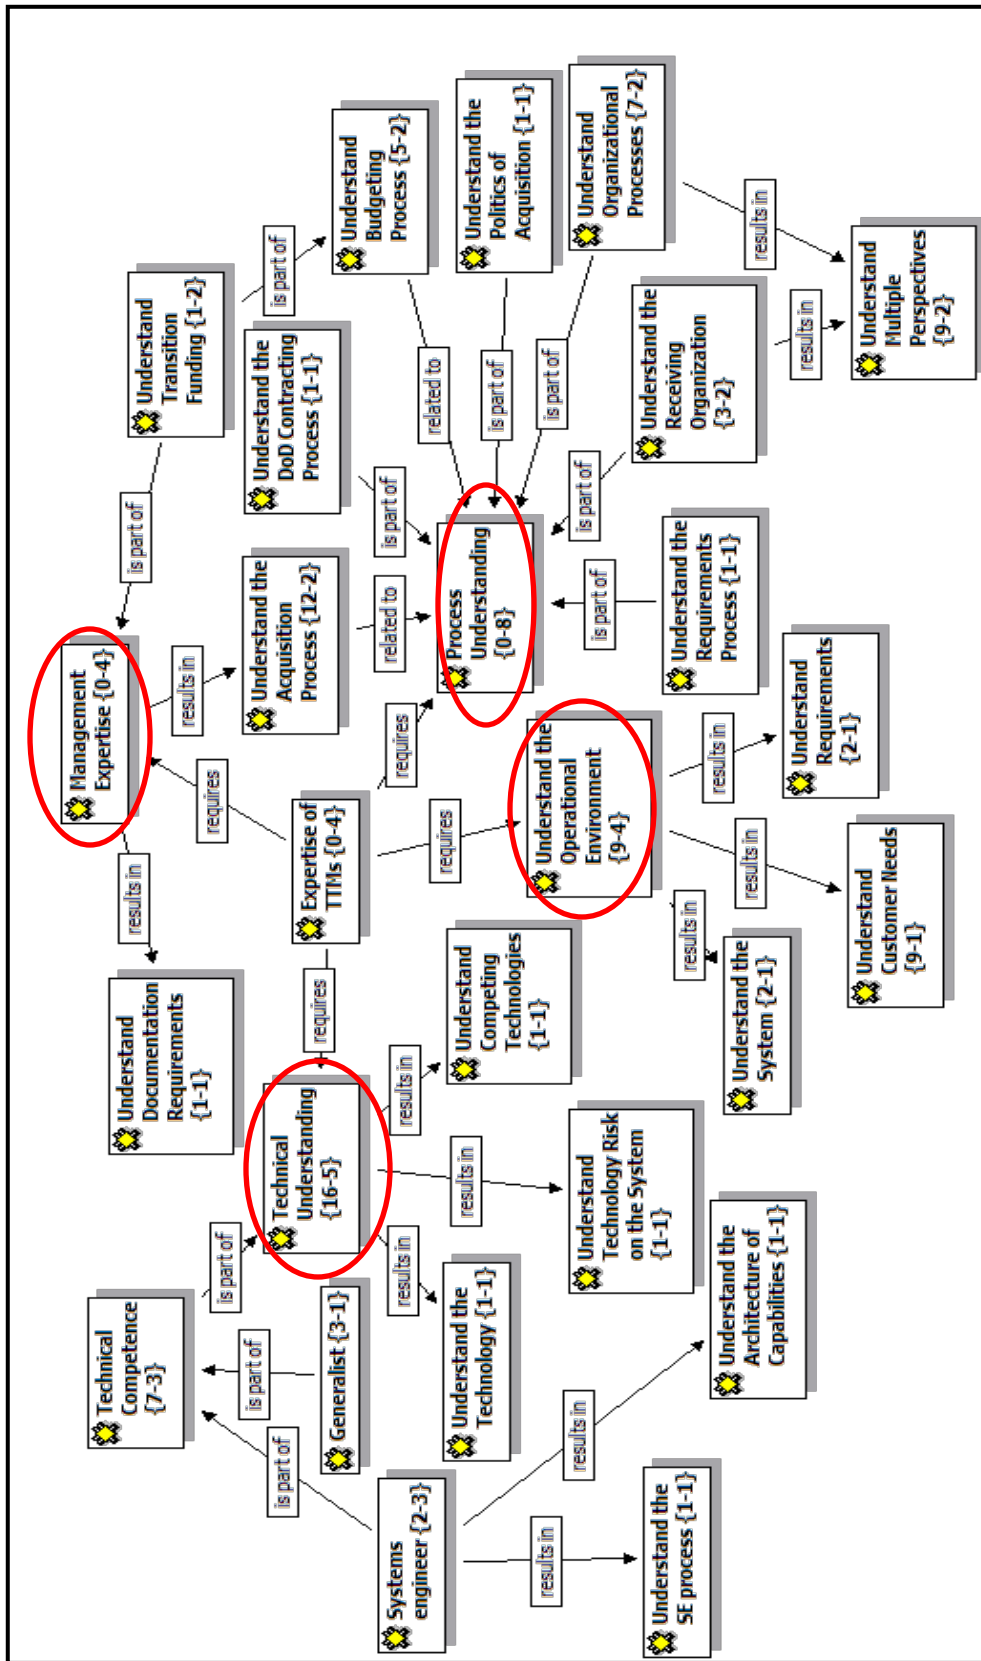 Technical
Competence
{7-3}
Understand
Documentation
Requirements
{1-1}
results in
Management
Expertise {0-4}
is part of
Understand
Transition
Funding {1-2}
is part of
is part of
is part of
results in
requires
is part of
Generalist {3-1}
Technical
Understanding
{16-5}
requires
Expertise of
TTMs {0-4}
Understand the
Acquisition
Process {12-2}
Understand the
DoD Contracting
Process {1-1}
Understand
Budgeting
Process {5-2}
Systems
engineer {2-3}
results in
results in
requires
requires
related to
is part of
related to
Understand the
Technology {1-1}
results in
Understand
Competing
Technologies
{1-1}
Process
Understanding
{0-8}
is part of
Understand the
Politics of
Acquisition {1-1}
results in
results in
Understand
Technology Risk
on the System
{1-1}
Understand the
Operational
Environment
{9-4}
is part of
is part of
is part of
Understand
Organizational
Processes {7-2}
Understand the
SE process {1-1}
Understand the
Architecture of
Capabilities {1-1}
results in
results in
results in
Understand the
Requirements
Process {1-1}
Understand the
Receiving
Organization
{3-2}
results in
results in
Understand the
System {2-1}
Understand
Customer Needs
{9-1}
Understand
Requirements
{2-1}
Understand
Multiple
Perspectives
{9-2}